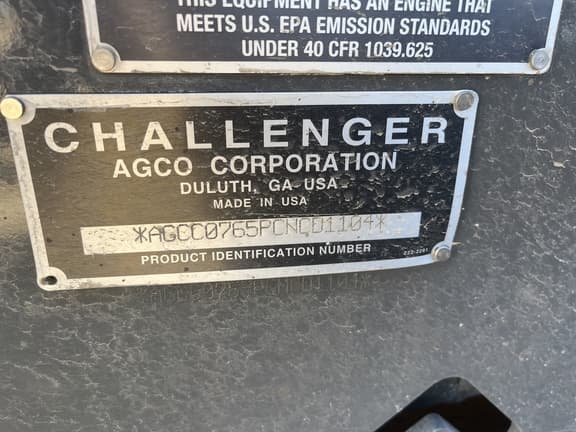 THIS EQUIPMENT HAS AN ENGINE THAT
MEETS U.S. EPA EMISSION STANDARDS
UNDER 40 CFR 1039.625
CHALLENGER
AGCO CORPORATION
DULUTH, GA USA
MADE IN USA
*AGCC0765PCNCD1104*
PRODUCT IDENTIFICATION NUMBER